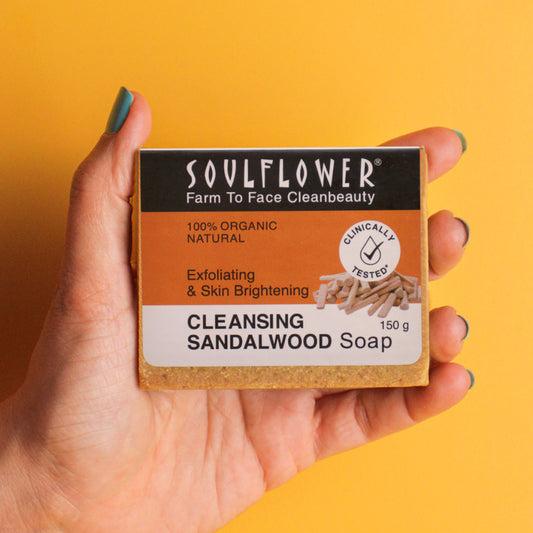 SOULFLOWER®
Farm To Face Cleanbeauty
100% ORGANIC
NATURAL
CLINICALLY
TESTED*
Exfoliating
& Skin Brightening
CLEANSING
SANDALWOOD Soap
150 g